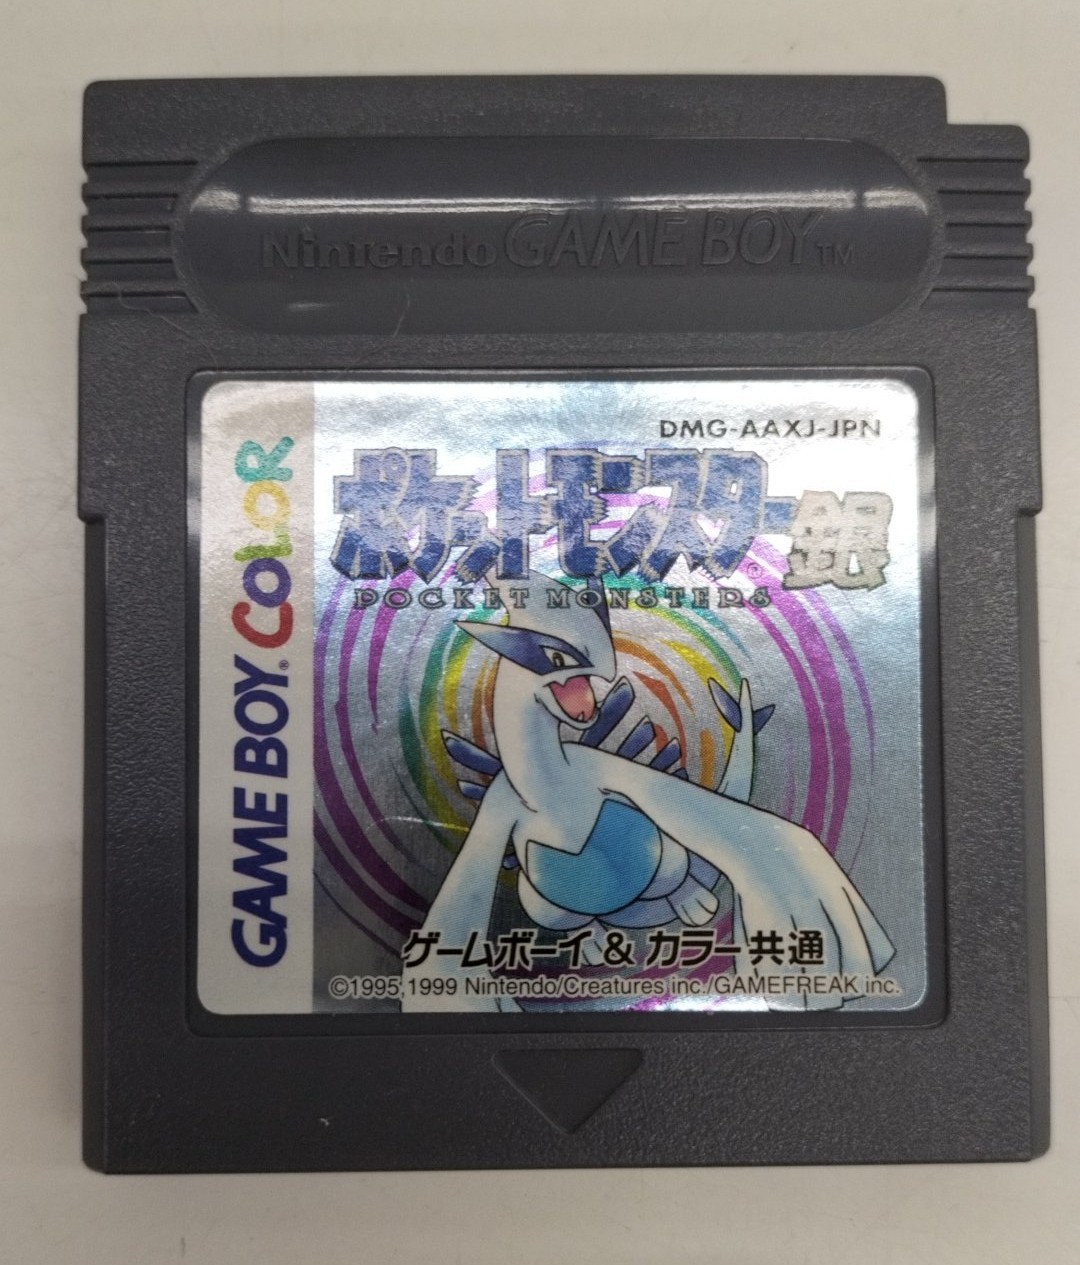 Nintendo GAME BOY TM
DMG-AAXJ-JPN
ポケットモンスター銀
®
POCKET MONSTERS
GAME BOY® COLOR
ゲームボーイ & カラー共通
©1995,1999 Nintendo/Creatures inc./GAMEFREAK inc.